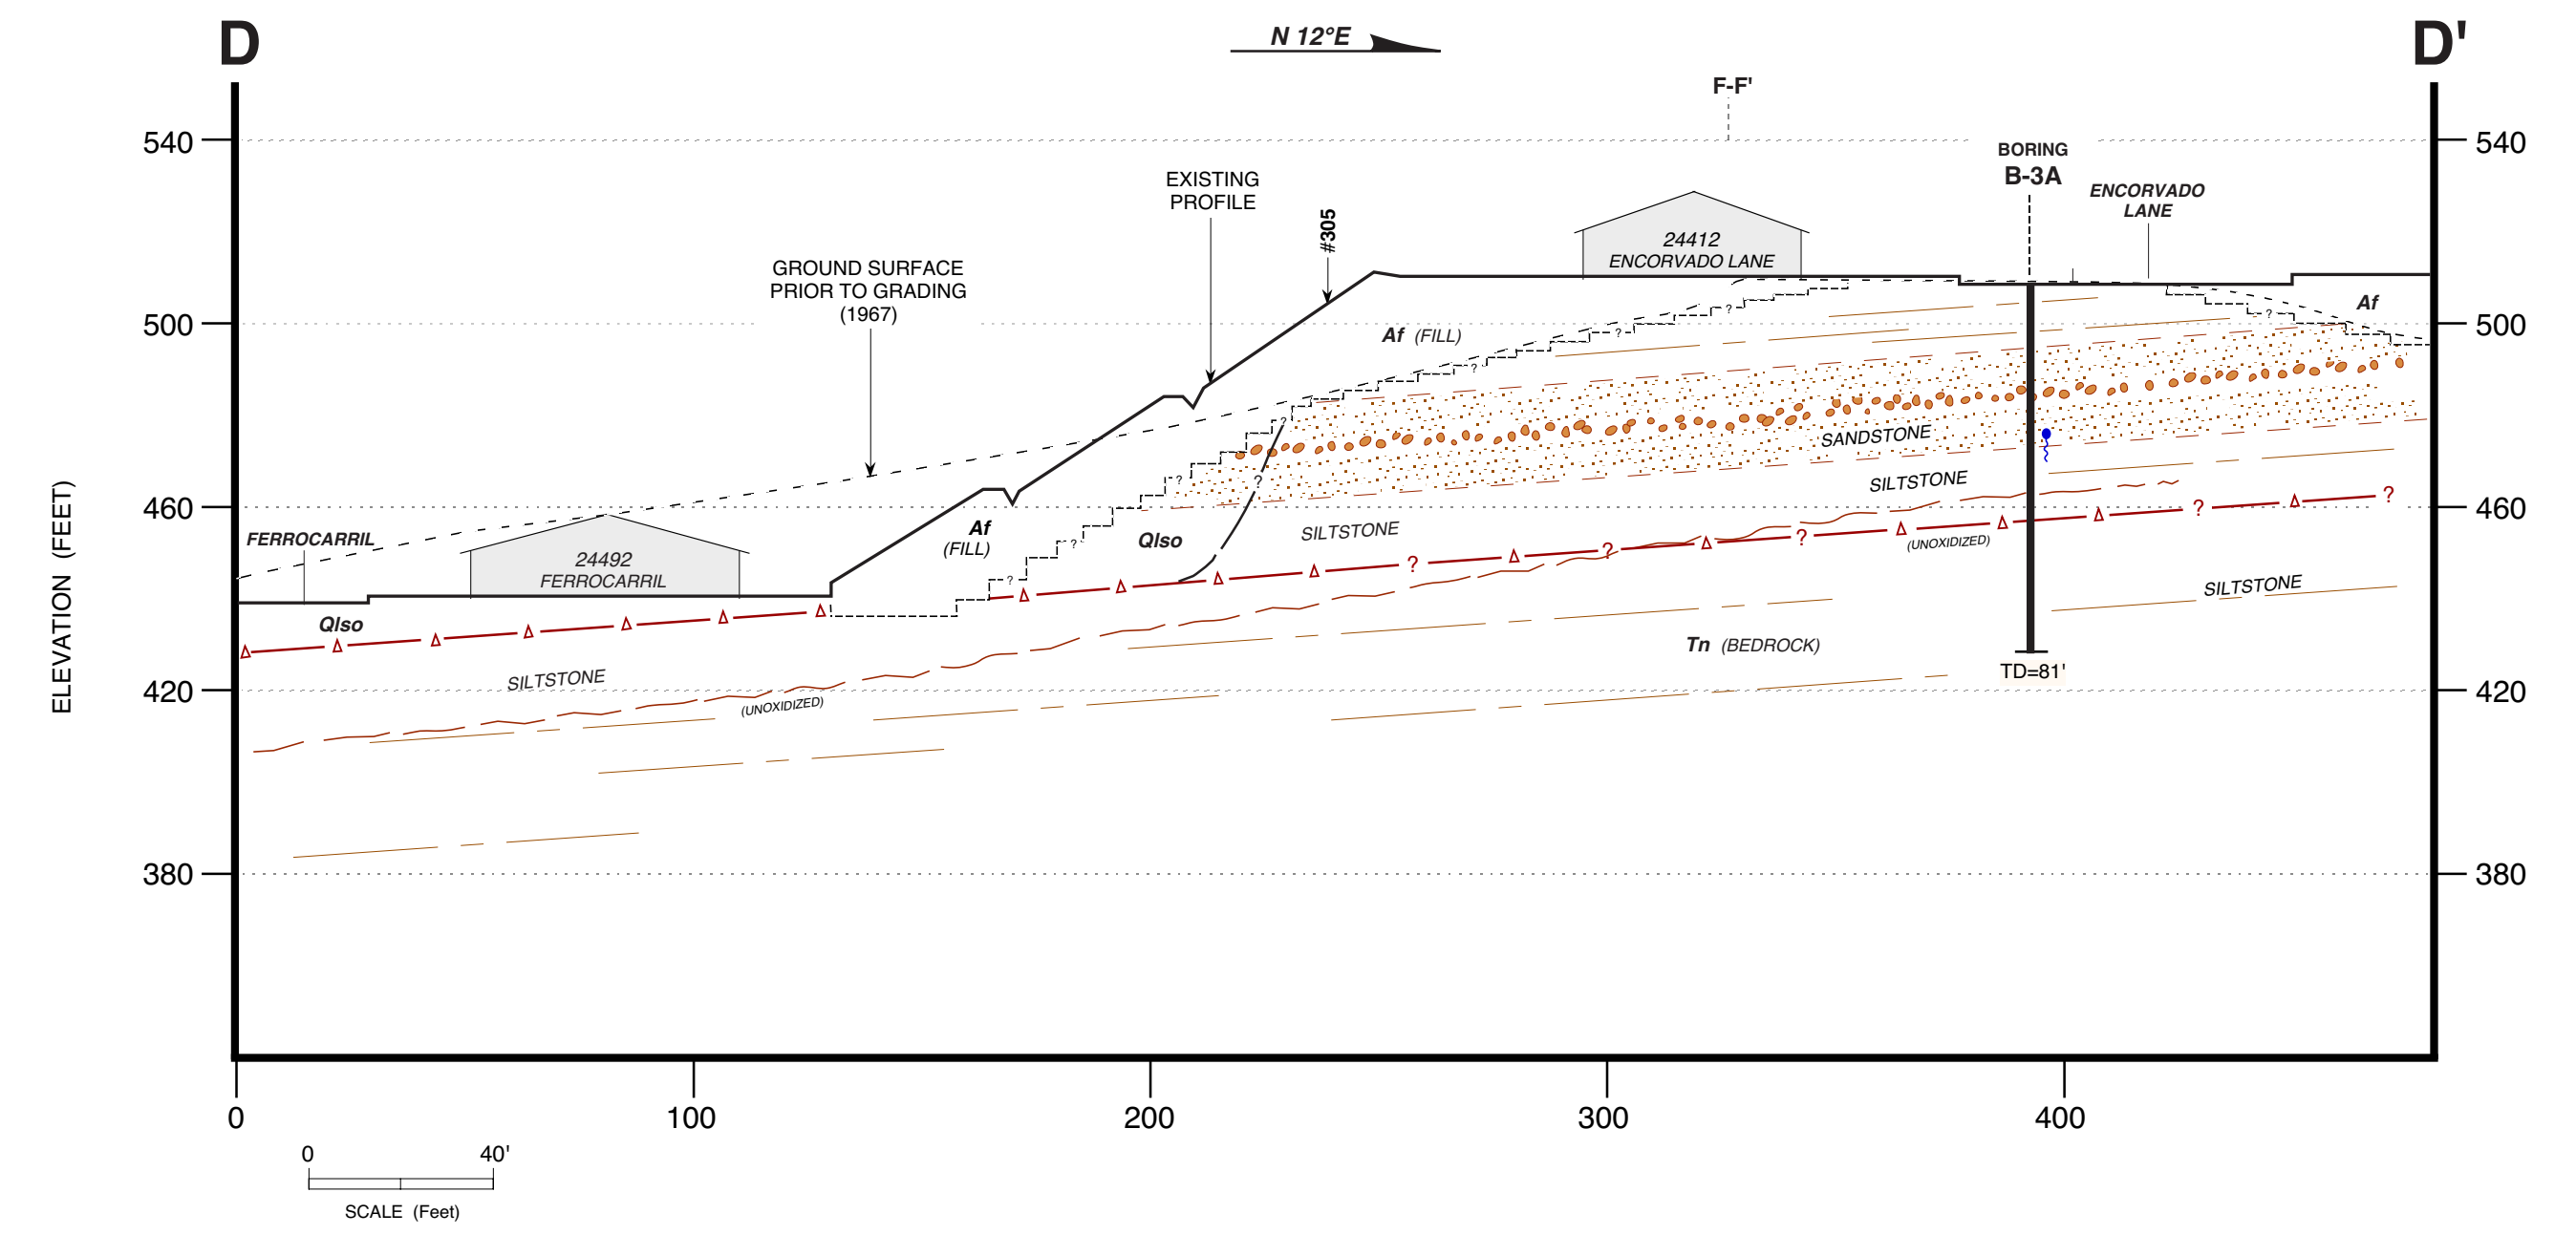 D
N 12°E
D'
F-F'
540
540
BORING
B-3A
EXISTING
PROFILE
ENCORVADO
LANE
#305
24412
ENCORVADO LANE
GROUND SURFACE
PRIOR TO GRADING
(1967)
Af
500
500
Af (FILL)
?
?
?
?
?
SANDSTONE
SILTSTONE
?
?
?
460
460
FERROCARRIL
Af
(FILL)
Qlso
SILTSTONE
?
?
?
?
?
(UNOXIDIZED)
24492
FERROCARRIL
?
?
SILTSTONE
Qlso
Tn (BEDROCK)
TD=81'
SILTSTONE
(UNOXIDIZED)
420
420
380
380
ELEVATION (FEET)
0
100
200
300
400
0
40'
SCALE (Feet)